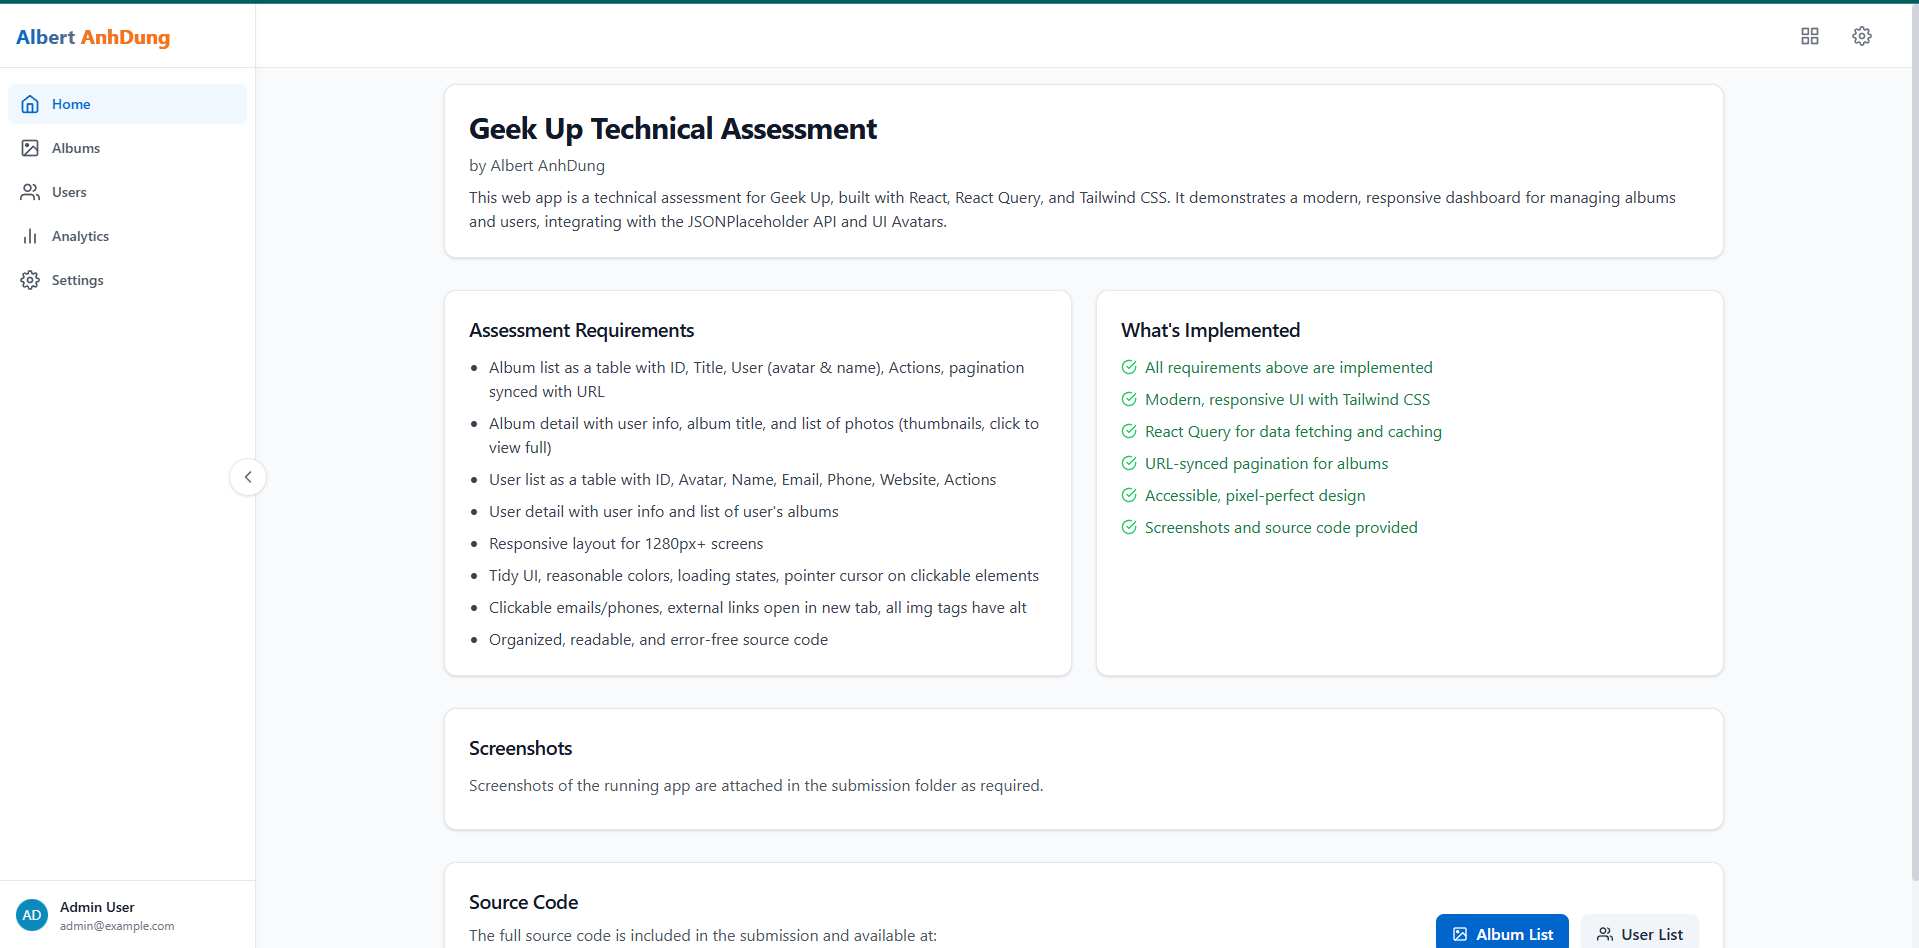 Albert AnhDung
Home
Albums
Users
Analytics
Settings
Geek Up Technical Assessment
by Albert AnhDung
This web app is a technical assessment for Geek Up, built with React, React Query, and Tailwind CSS. It demonstrates a modern, responsive dashboard for managing albums
and users, integrating with the JSONPlaceholder API and UI Avatars.
Assessment Requirements
Album list as a table with ID, Title, User (avatar & name), Actions, pagination
synced with URL
Album detail with user info, album title, and list of photos (thumbnails, click to
view full)
User list as a table with ID, Avatar, Name, Email, Phone, Website, Actions
User detail with user info and list of user's albums
Responsive layout for 1280px+ screens
Tidy UI, reasonable colors, loading states, pointer cursor on clickable elements
Clickable emails/phones, external links open in new tab, all img tags have alt
Organized, readable, and error-free source code
What's Implemented
All requirements above are implemented
Modern, responsive UI with Tailwind CSS
React Query for data fetching and caching
URL-synced pagination for albums
Accessible, pixel-perfect design
Screenshots and source code provided
Screenshots
Screenshots of the running app are attached in the submission folder as required.
Source Code
The full source code is included in the submission and available at:
Album List
User List
AD
Admin User
admin@example.com